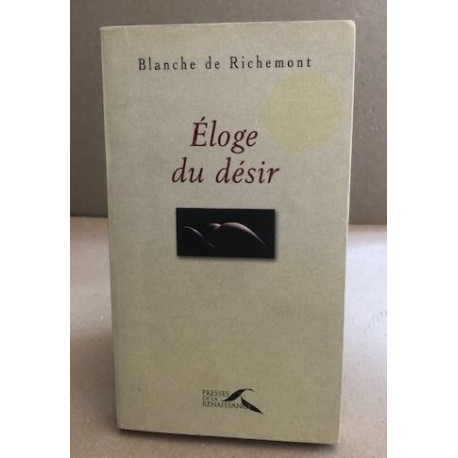 Blanche de Richemont
Éloge
du désir
PRESSES
DE LA
RENAISSANCE